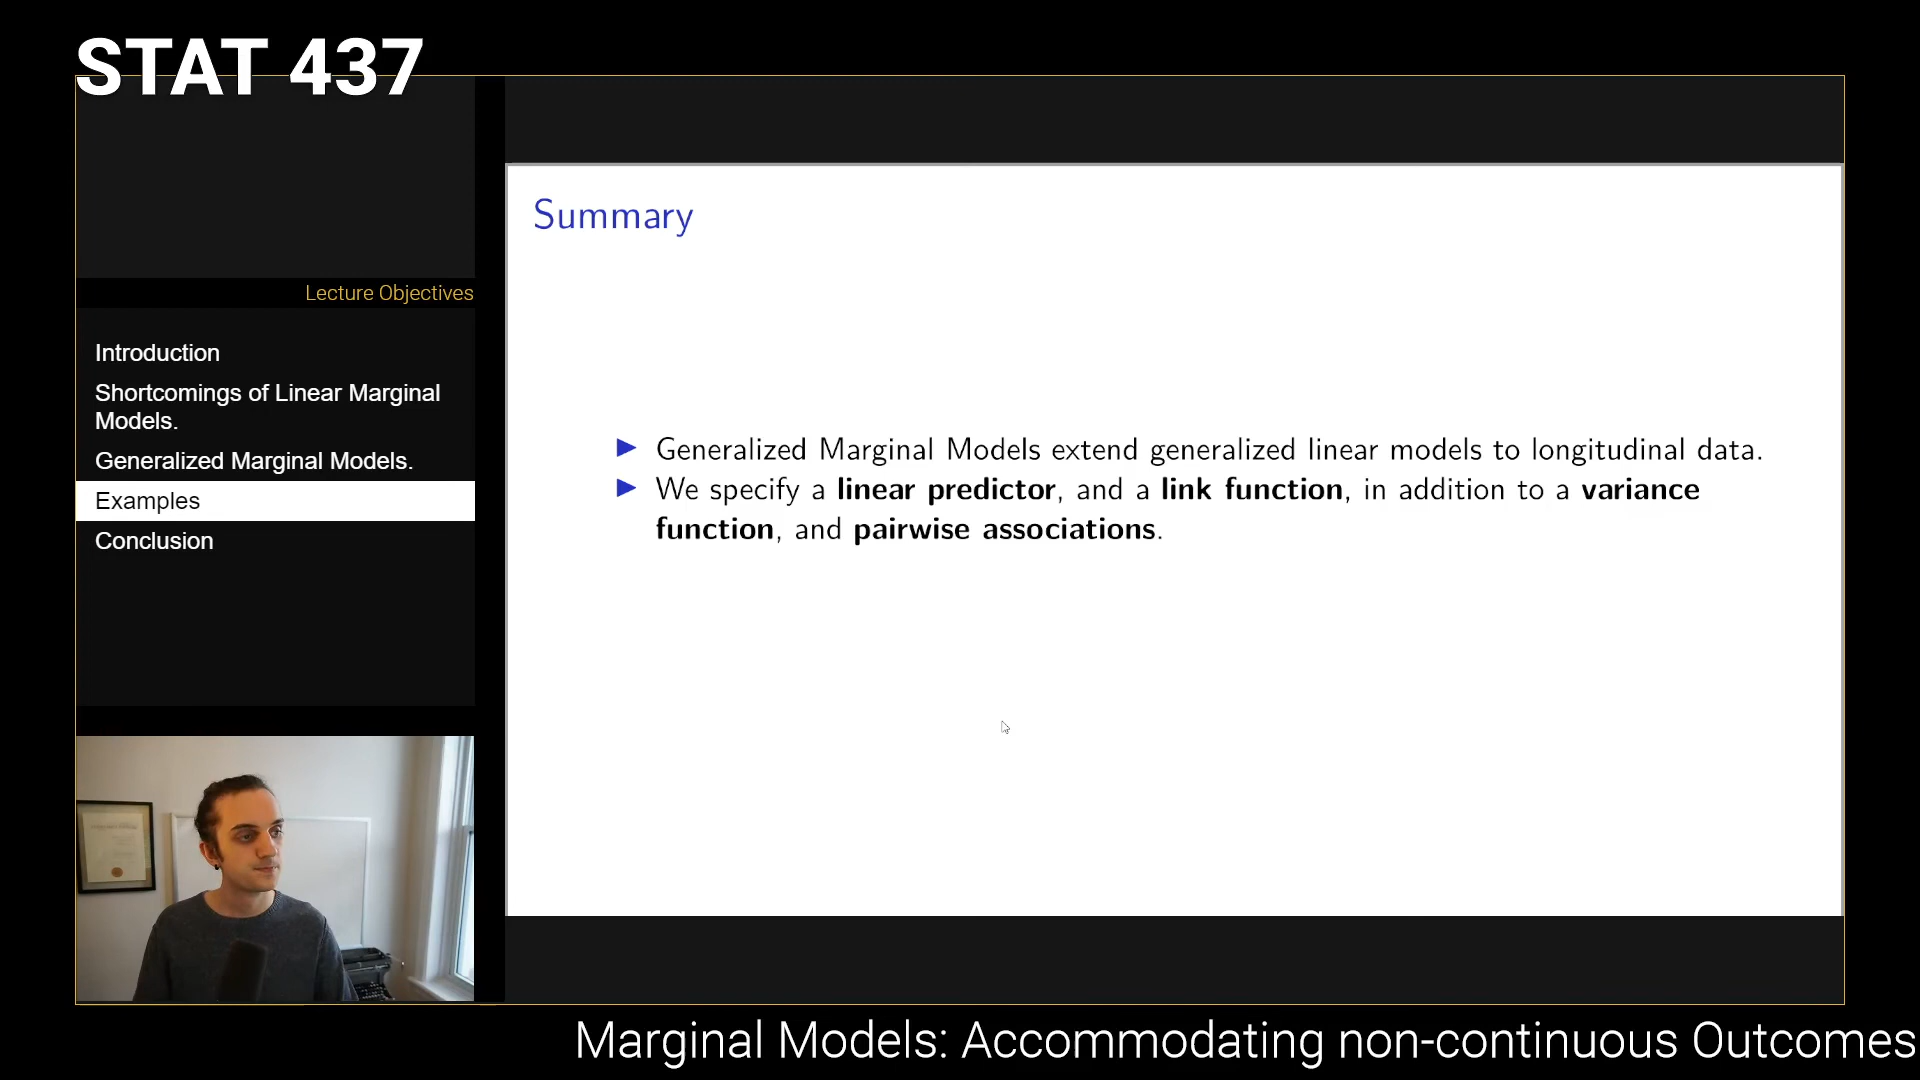 STAT 437
Lecture Objectives
Introduction
Shortcomings of Linear Marginal
Models.
Generalized Marginal Models.
Examples
Conclusion
Summary
Generalized Marginal Models extend generalized linear models to longitudinal data.
We specify a linear predictor, and a link function, in addition to a variance
function, and pairwise associations.
Marginal Models: Accommodating non-continuous Outcomes